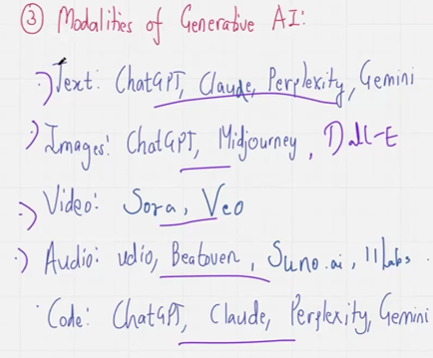 ③ Modalities of Generative AI:
Text: ChatGPT, Claude, Perplexity, Gemini
Images: ChatGPT, Midjourney, Dall-E
Video: Sora, Veo
Audio: udio, Beatoven, Suno.ai, 11Labs.
Code: ChatGPT, Claude, Perplexity, Gemini